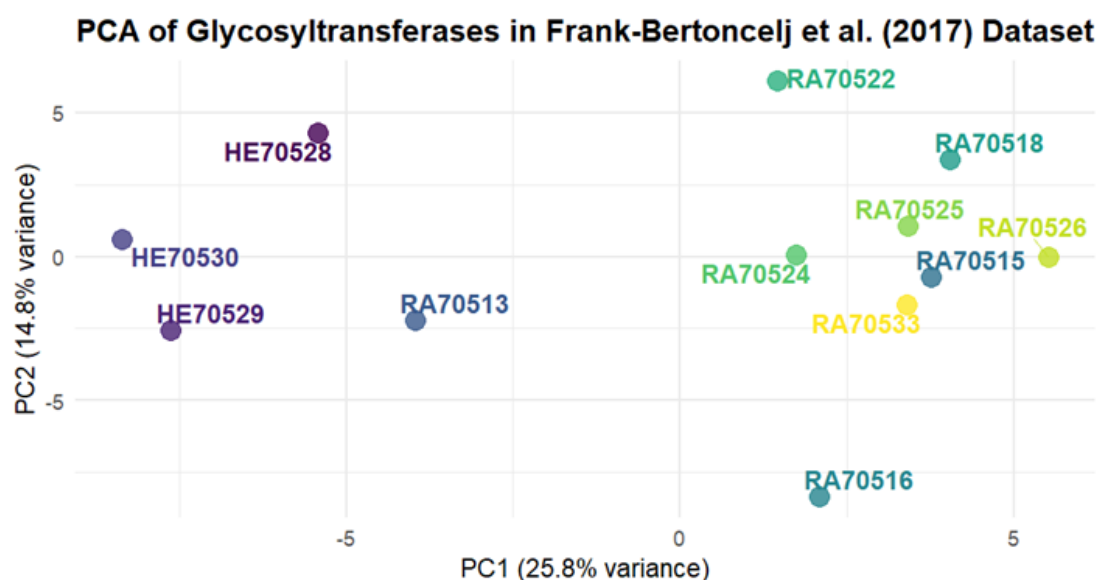 PCA of Glycosyltransferases in Frank-Bertoncelj et al. (2017) Dataset
RA70522
5
HE70528
RA70518
RA70525
RA70526
0
HE70530
RA70515
RA70524
HE70529
RA70513
RA70533
-5
RA70516
PC2 (14.8% variance)
-5
0
5
PC1 (25.8% variance)